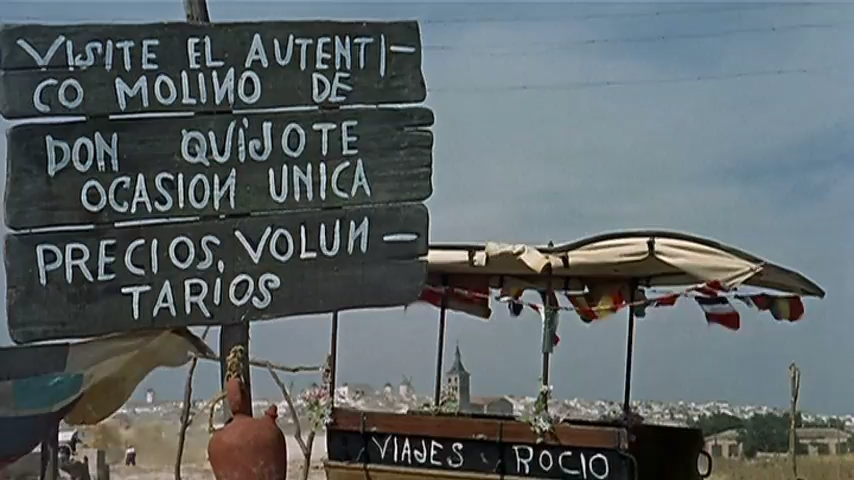 VISITE EL AUTENTI-
CO MOLINO DE
DON QUIJOTE
OCASION UNICA
PRECIOS, VOLUN-
TARIOS
VIAJES ROCIO